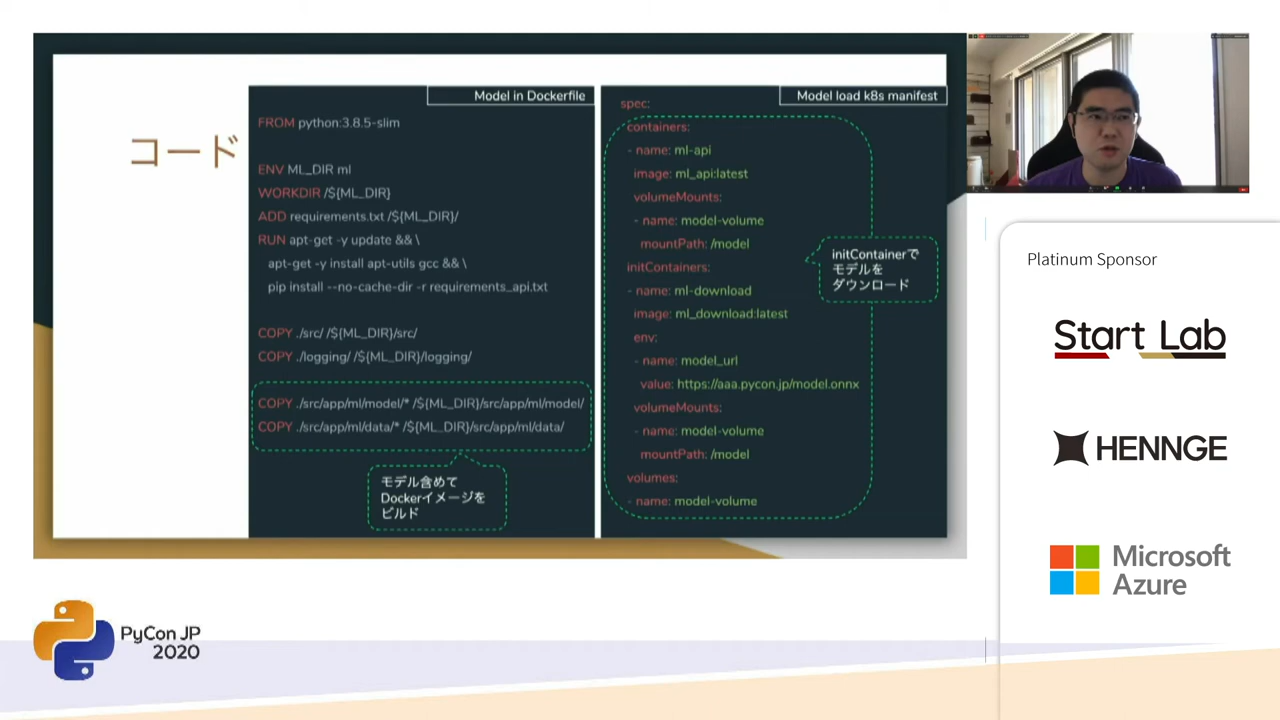 コード
Model in Dockerfile
FROM python:3.8.5-slim
ENV ML_DIR ml
WORKDIR /${ML_DIR}
ADD requirements.txt /${ML_DIR}/
RUN apt-get -y update && \
apt-get -y install apt-utils gcc && \
pip install --no-cache-dir -r requirements_api.txt
COPY ./src/ /${ML_DIR}/src/
COPY ./logging/ /${ML_DIR}/logging/
COPY ./src/app/ml/model/* /${ML_DIR}/src/app/ml/model/
COPY ./src/app/ml/data/* /${ML_DIR}/src/app/ml/data/
モデル含めて
Dockerイメージを
ビルド
Model load k8s manifest
spec:
containers:
- name: ml-api
image: ml_api:latest
volumeMounts:
- name: model-volume
mountPath: /model
initContainers:
- name: ml-download
image: ml_download:latest
env:
- name: model_url
value: https://aaa.pycon.jp/model.onnx
volumeMounts:
- name: model-volume
mountPath: /model
volumes:
- name: model-volume
initContainerで
モデルを
ダウンロード
Platinum Sponsor
Start Lab
HENNGE
Microsoft
Azure
PyCon JP
2020